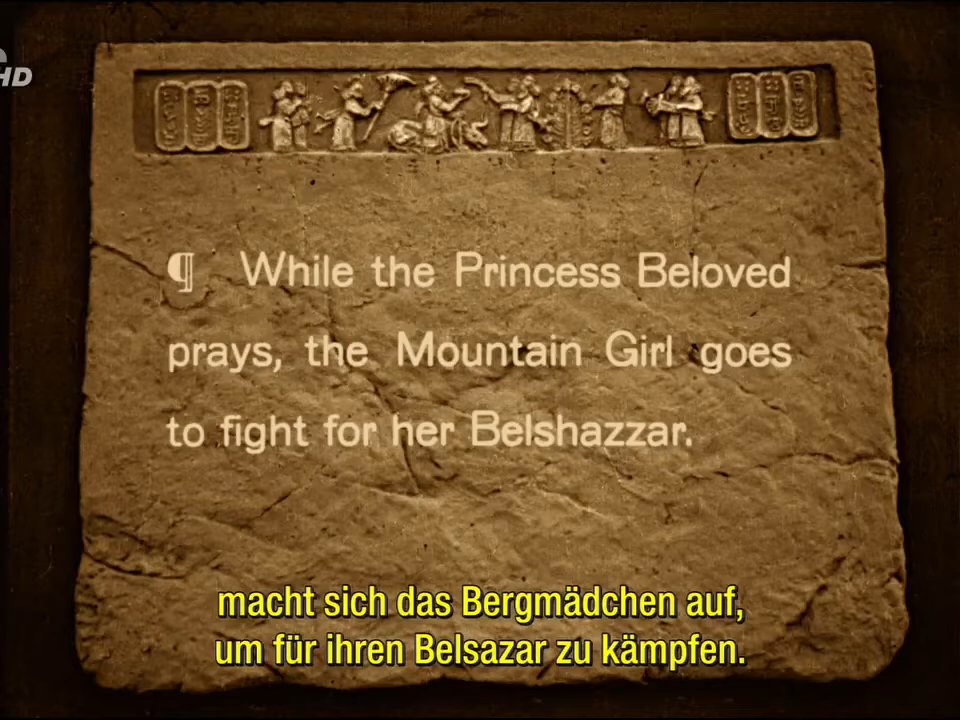 HD
¶ While the Princess Beloved
prays, the Mountain Girl goes
to fight for her Belshazzar.
macht sich das Bergmädchen auf,
um für ihren Belsazar zu kämpfen.